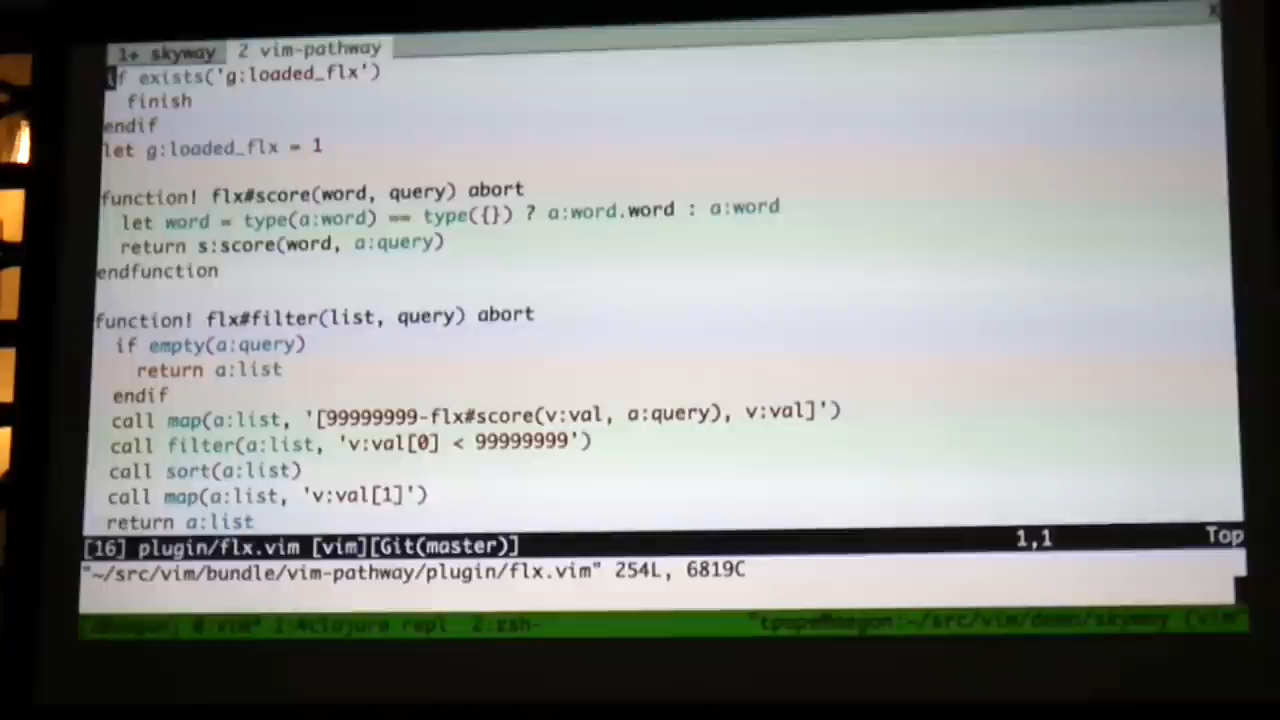 1+ skyway 2 vim-pathway X
if exists('g:loaded_flx')
finish
endif
let g:loaded_flx = 1
function! flx#score(word, query) abort
let word = type(a:word) == type({}) ? a:word.word : a:word
return s:score(word, a:query)
endfunction
function! flx#filter(list, query) abort
if empty(a:query)
return a:list
endif
call map(a:list, '[99999999-flx#score(v:val, a:query), v:val]')
call filter(a:list, 'v:val[0] < 99999999')
call sort(a:list)
call map(a:list, 'v:val[1]')
return a:list
[16] plugin/flx.vim [vim][Git(master)] 1,1 Top
"~/src/vim/bundle/vim-pathway/plugin/flx.vim" 254L, 6819C
repl 2:zsh-